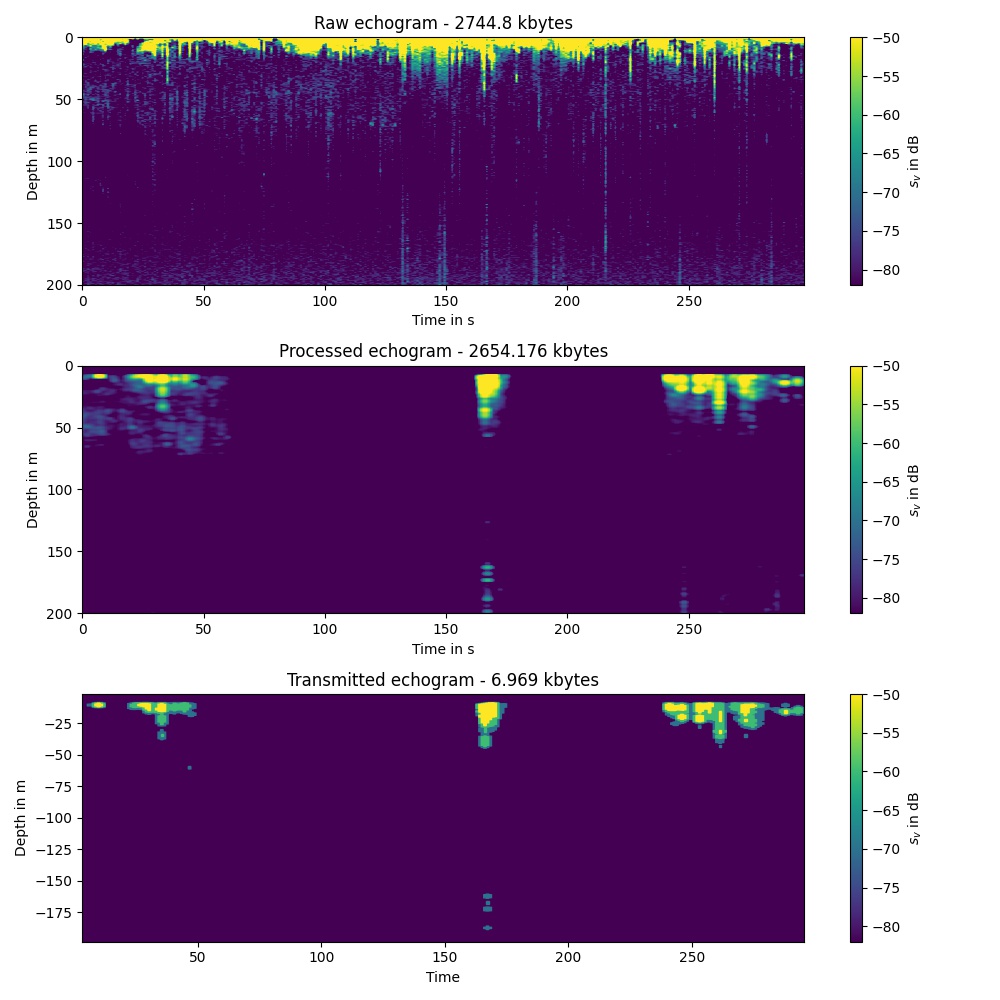 Raw echogram - 2744.8 kbytes
0
50
100
150
200
Depth in m
0 50 100 150 200 250
Time in s
−50
−55
−60
−65
−70
−75
−80
sv in dB
Processed echogram - 2654.176 kbytes
0
50
100
150
200
Depth in m
0 50 100 150 200 250
Time in s
−50
−55
−60
−65
−70
−75
−80
sv in dB
Transmitted echogram - 6.969 kbytes
−25
−50
−75
−100
−125
−150
−175
Depth in m
50 100 150 200 250
Time
−50
−55
−60
−65
−70
−75
−80
sv in dB